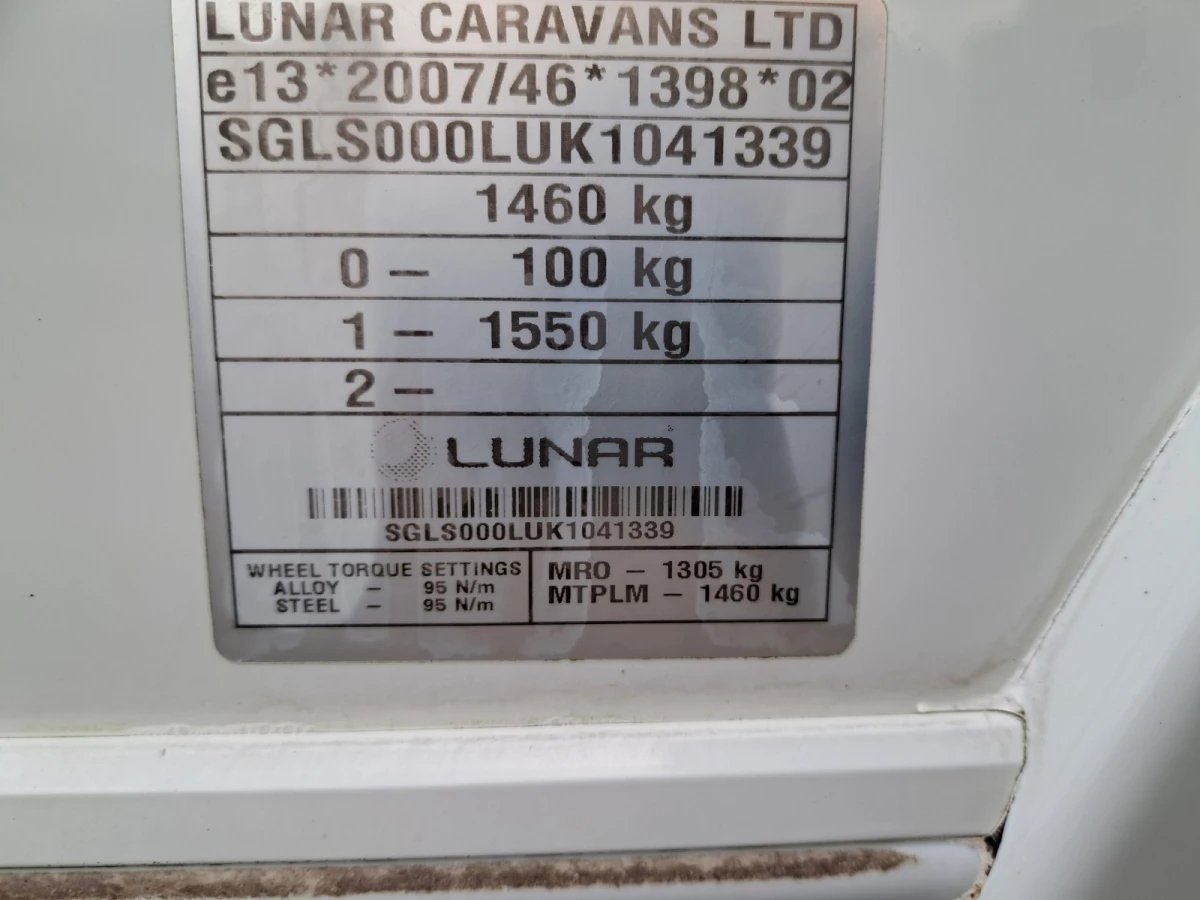 LUNAR CARAVANS LTD
e13*2007/46*1398*02
SGLS000LUK1041339
1460 kg
0 – 100 kg
1 – 1550 kg
2 –
LUNAR
SGLS000LUK1041339
WHEEL TORQUE SETTINGS
ALLOY – 95 N/m
STEEL – 95 N/m
MRO – 1305 kg
MTPLM – 1460 kg